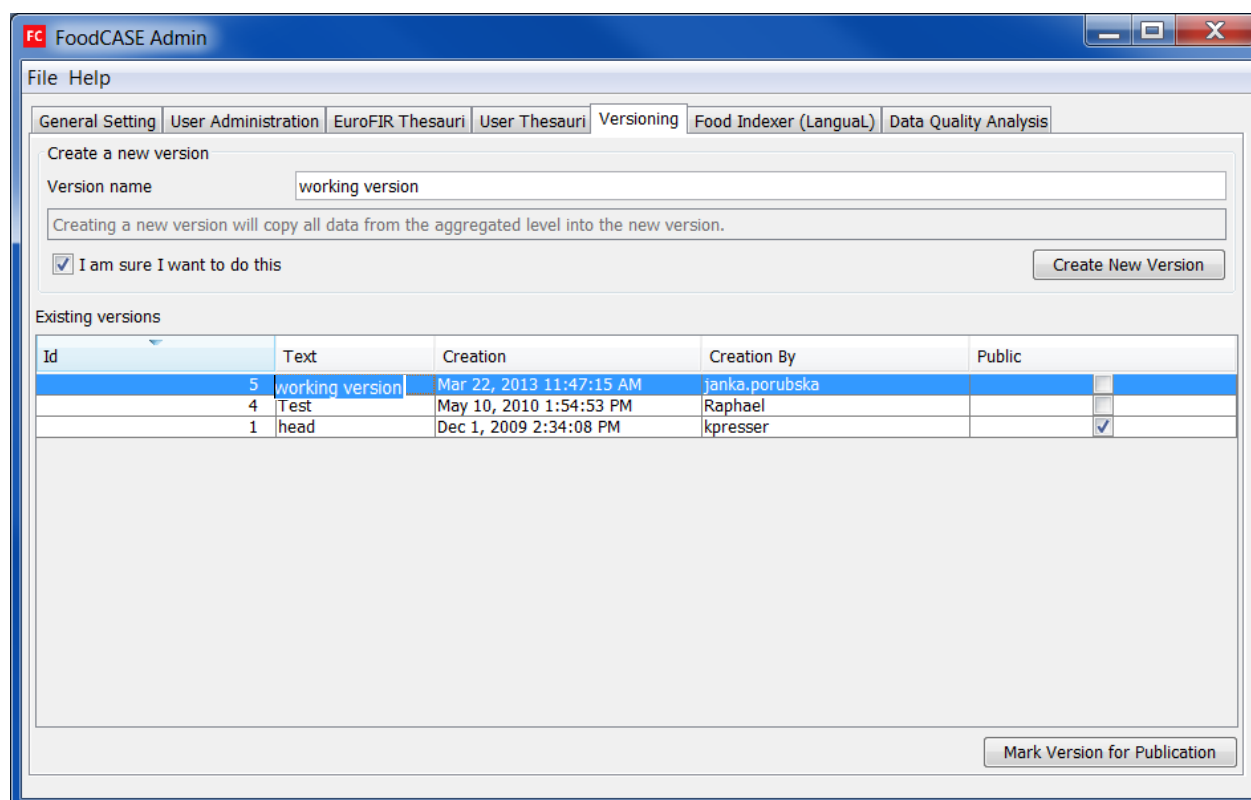 FC FoodCASE Admin
File Help
General Setting User Administration EuroFIR Thesauri User Thesauri Versioning Food Indexer (LanguaL) Data Quality Analysis
Create a new version
Version name working version
Creating a new version will copy all data from the aggregated level into the new version.
I am sure I want to do this Create New Version
Existing versions
Id Text Creation Creation By Public
5 working version Mar 22, 2013 11:47:15 AM janka.porubska
4 Test May 10, 2010 1:54:53 PM Raphael
1 head Dec 1, 2009 2:34:08 PM kpresser
Mark Version for Publication